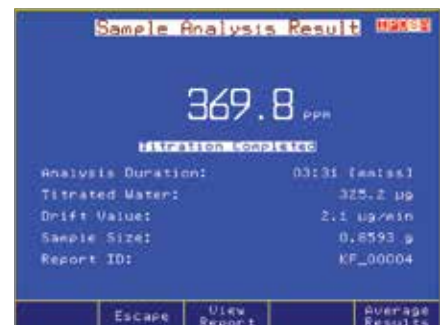 Sample Analysis Result
369.8 ppm
Titration Completed
Analysis Duration: 03:31 [mm:ss]
Titrated Water: 325.2 µg
Drift Value: 2.1 µg/min
Sample Size: 0.8593 g
Report ID: KF_00004
Escape
View Report
Average Results